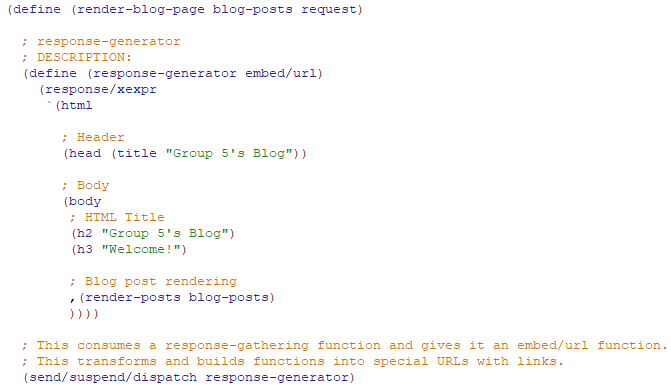 (define (render-blog-page blog-posts request)
; response-generator
; DESCRIPTION:
(define (response-generator embed/url)
(response/xexpr
`(html
; Header
(head (title "Group 5's Blog"))
; Body
(body
; HTML Title
(h2 "Group 5's Blog")
(h3 "Welcome!")
; Blog post rendering
,(render-posts blog-posts)
))))
; This consumes a response-gathering function and gives it an embed/url function.
; This transforms and builds functions into special URLs with links.
(send/suspend/dispatch response-generator)